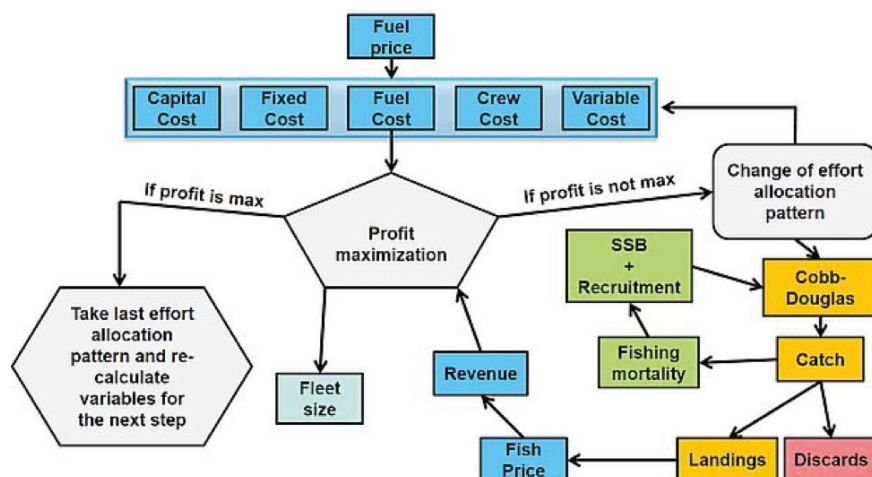 Fuel
price
Capital
Cost
Fixed
Cost
Fuel
Cost
Crew
Cost
Variable
Cost
If profit is max
If profit is not max
Change of effort
allocation
pattern
Profit
maximization
SSB
+
Recruitment
Cobb-
Douglas
Take last effort
allocation
pattern and re-
calculate
variables for
the next step
Fishing
mortality
Catch
Revenue
Fleet
size
Fish
Price
Landings
Discards